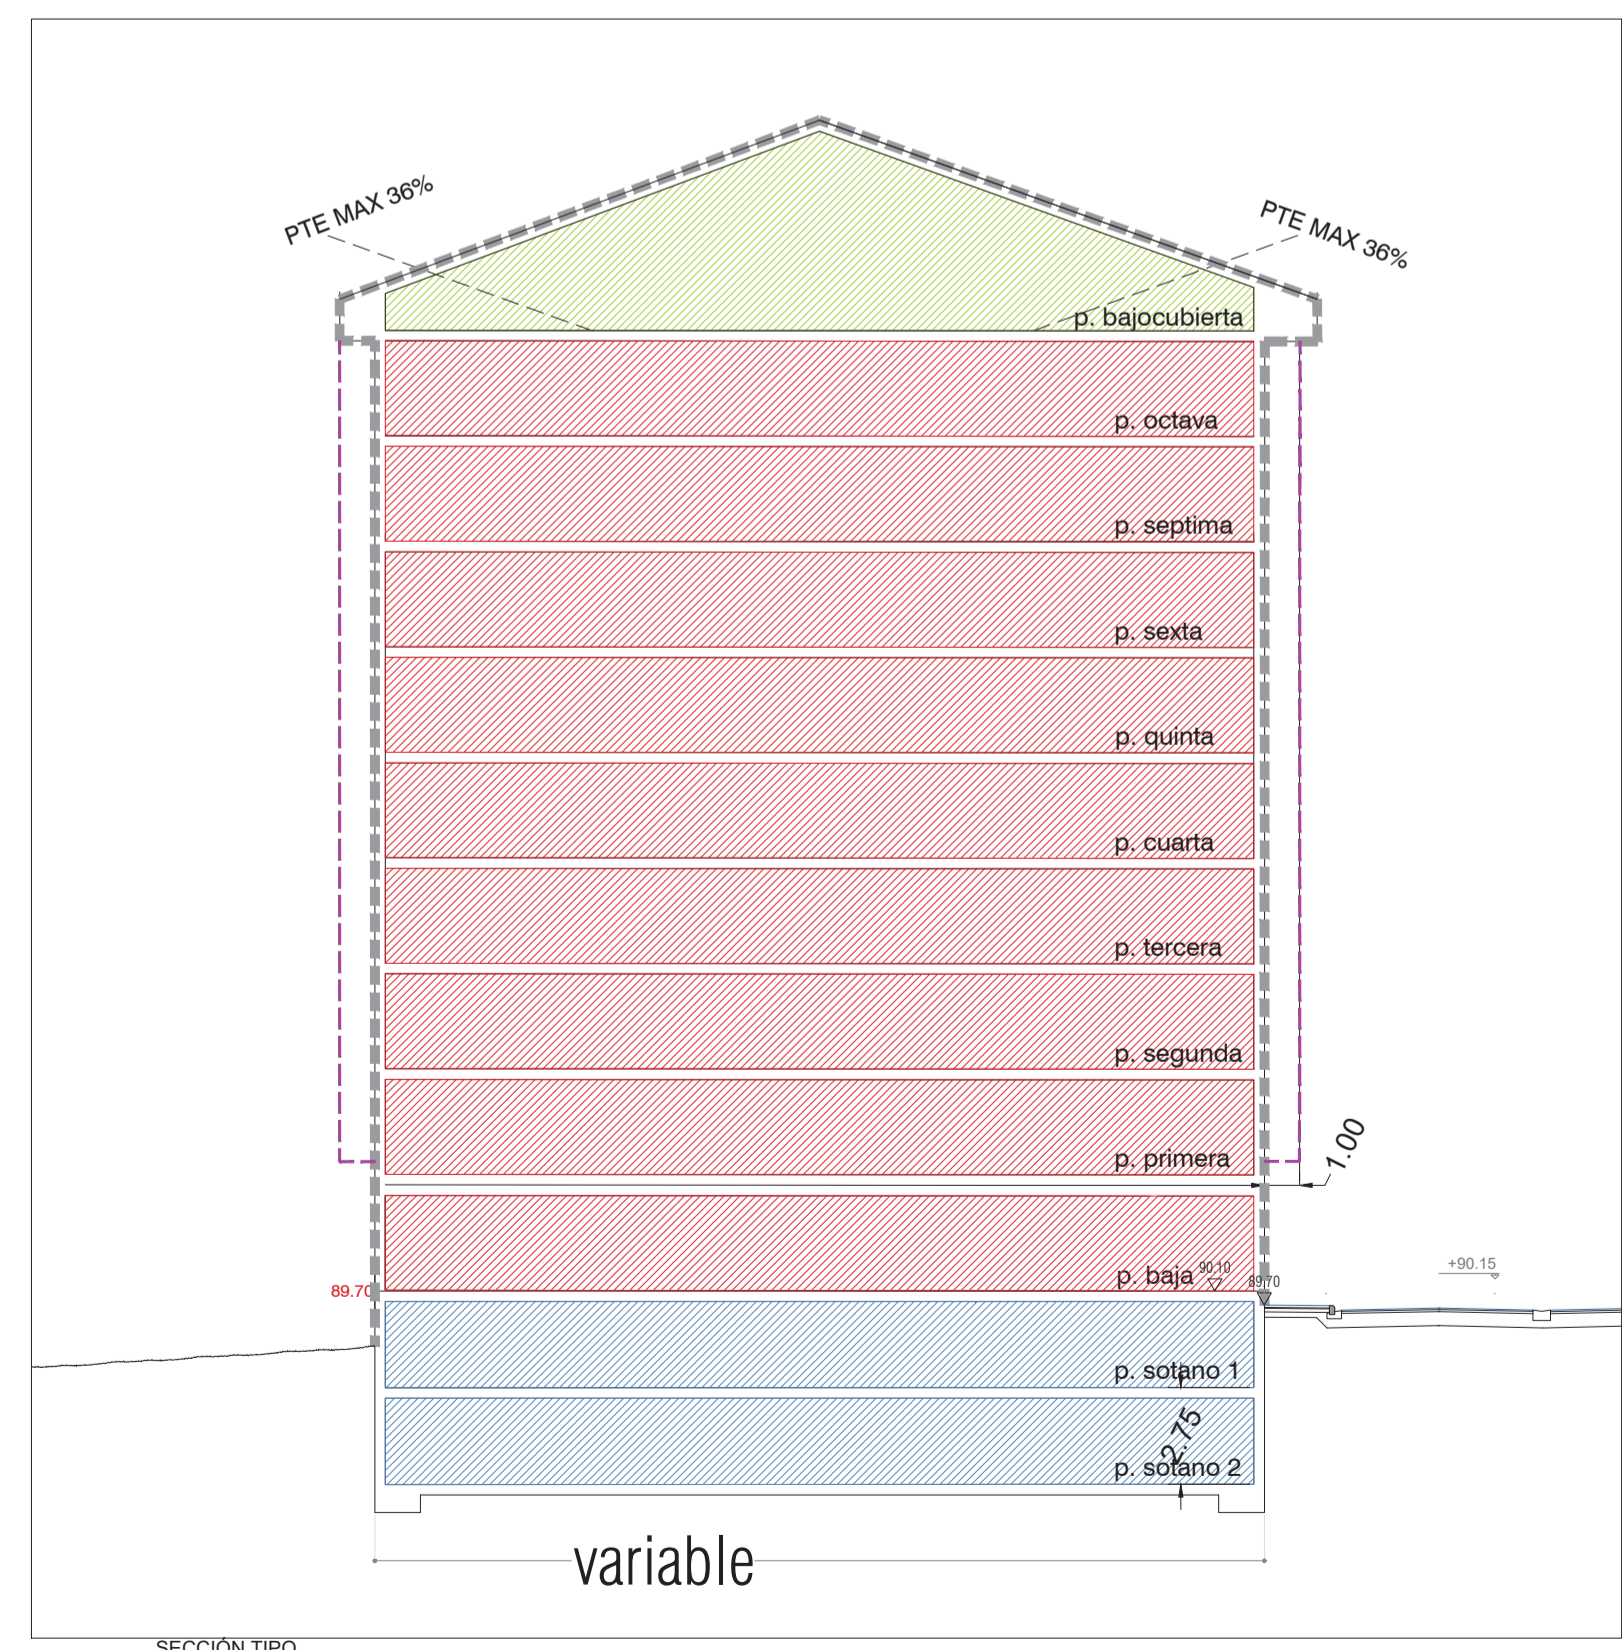 PTE MAX 36%
PTE MAX 36%
p. bajocubierta
p. octava
p. septima
p. sexta
p. quinta
p. cuarta
p. tercera
p. segunda
p. primera
1.00
p. baja
90.10
89.70
+90.15
89.70
p. sotano 1
2.75
p. sotano 2
variable
SECCIÓN TIPO